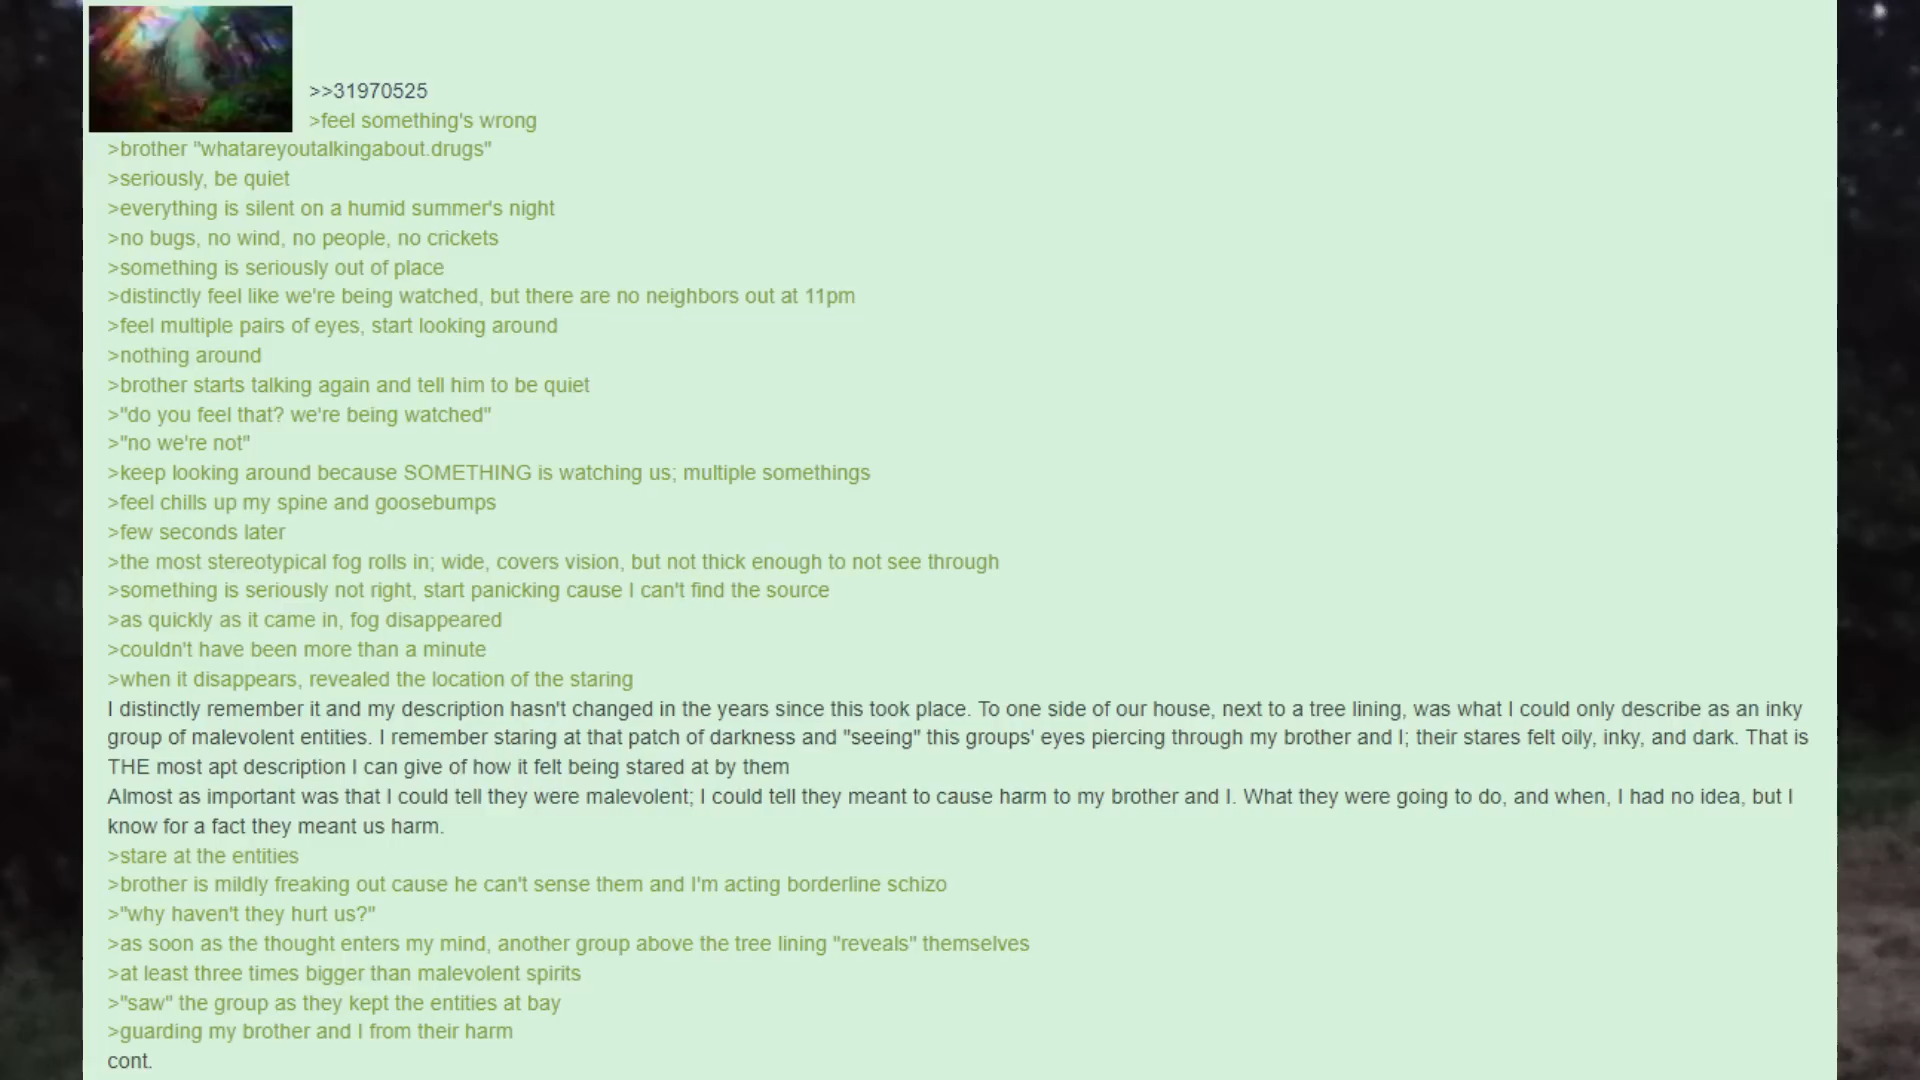 >>31970525
>feel something's wrong
>brother "whatareyoutalkingabout.drugs"
>seriously, be quiet
>everything is silent on a humid summer's night
>no bugs, no wind, no people, no crickets
>something is seriously out of place
>distinctly feel like we're being watched, but there are no neighbors out at 11pm
>feel multiple pairs of eyes, start looking around
>nothing around
>brother starts talking again and tell him to be quiet
>"do you feel that? we're being watched"
>"no we're not"
>keep looking around because SOMETHING is watching us; multiple somethings
>feel chills up my spine and goosebumps
>few seconds later
>the most stereotypical fog rolls in; wide, covers vision, but not thick enough to not see through
>something is seriously not right, start panicking cause I can't find the source
>as quickly as it came in, fog disappeared
>couldn't have been more than a minute
>when it disappears, revealed the location of the staring
I distinctly remember it and my description hasn't changed in the years since this took place. To one side of our house, next to a tree lining, was what I could only describe as an inky
group of malevolent entities. I remember staring at that patch of darkness and "seeing" this groups' eyes piercing through my brother and I; their stares felt oily, inky, and dark. That is
THE most apt description I can give of how it felt being stared at by them
Almost as important was that I could tell they were malevolent; I could tell they meant to cause harm to my brother and I. What they were going to do, and when, I had no idea, but I
know for a fact they meant us harm.
>stare at the entities
>brother is mildly freaking out cause he can't sense them and I'm acting borderline schizo
>"why haven't they hurt us?"
>as soon as the thought enters my mind, another group above the tree lining "reveals" themselves
>at least three times bigger than malevolent spirits
>"saw" the group as they kept the entities at bay
>guarding my brother and I from their harm
cont.